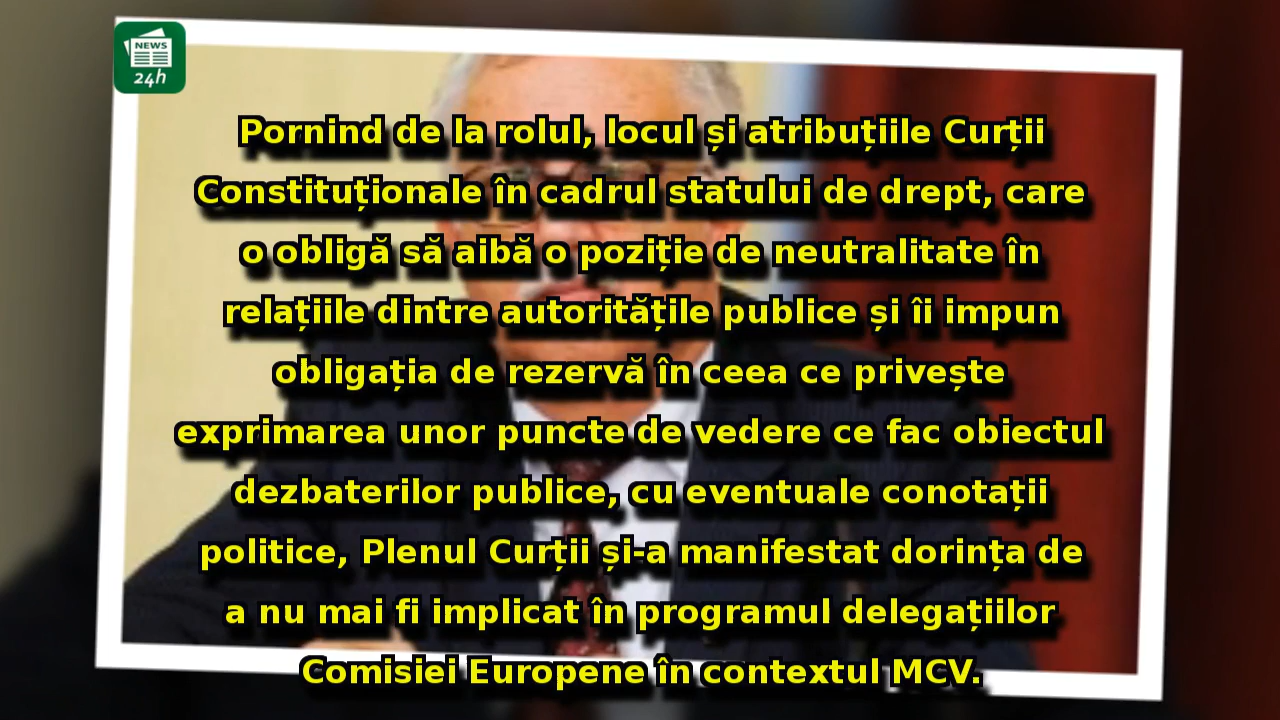 NEWS
24h
Pornind de la rolul, locul și atribuțiile Curții
Constituționale în cadrul statului de drept, care
o obligă să aibă o poziție de neutralitate în
relațiile dintre autoritățile publice și îi impun
obligația de rezervă în ceea ce privește
exprimarea unor puncte de vedere ce fac obiectul
dezbaterilor publice, cu eventuale conotații
politice, Plenul Curții și-a manifestat dorința de
a nu mai fi implicat în programul delegațiilor
Comisiei Europene în contextul MCV.